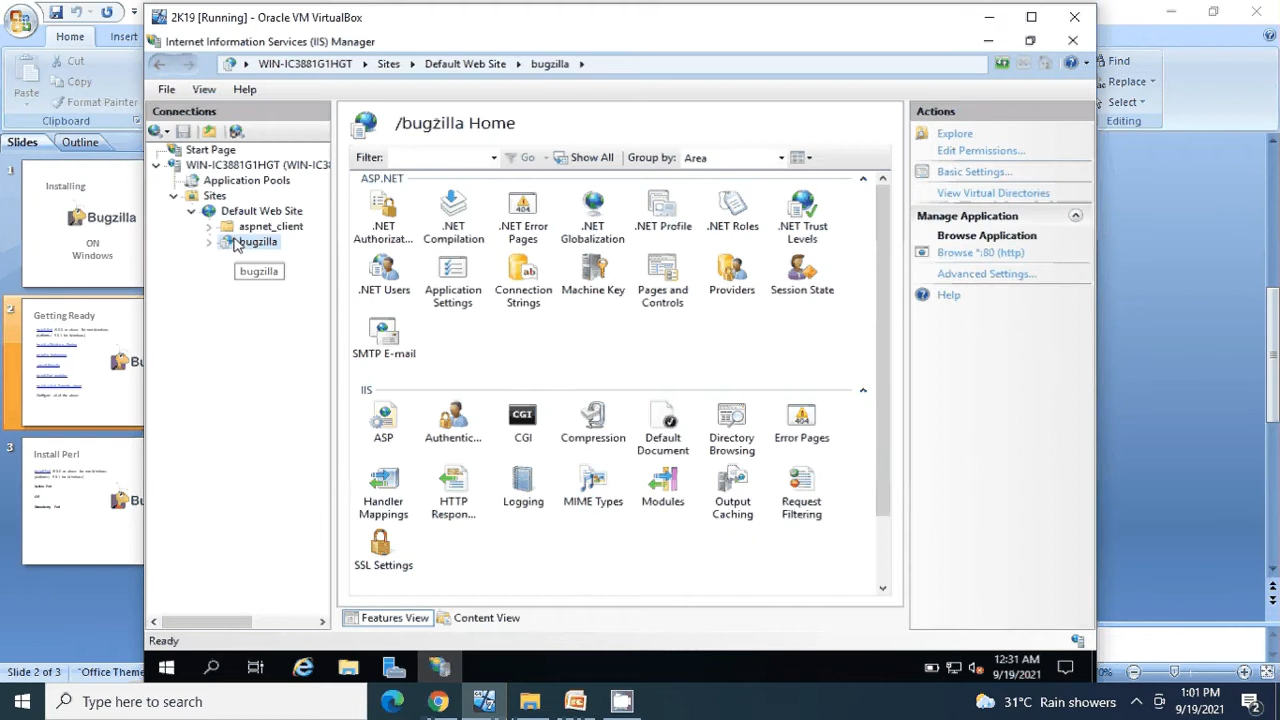 2K19 [Running] - Oracle VM VirtualBox
Internet Information Services (IIS) Manager
WIN-IC3881G1HGT
Sites
Default Web Site
bugzilla
File
View
Help
Home
Insert
Cut
Copy
Paste
Format Painter
Clipboard
Find
Replace
Select
Editing
Slides
Outline
1
Installing
Bugzilla
ON
Windows
2
Getting Ready
3
Install Perl
Connections
Start Page
WIN-IC3881G1HGT (WIN-IC38
Application Pools
Sites
Default Web Site
aspnet_client
bugzilla
bugzilla
/bugzilla Home
Filter:
Go
Show All
Group by:
Area
ASP.NET
.NET Authorizat...
.NET Compilation
.NET Error Pages
.NET Globalization
.NET Profile
.NET Roles
.NET Trust Levels
.NET Users
Application Settings
Connection Strings
Machine Key
Pages and Controls
Providers
Session State
SMTP E-mail
IIS
ASP
Authentic...
CGI
CGI
Compression
Default Document
Directory Browsing
Error Pages
404
Handler Mappings
HTTP Respon...
Logging
MIME Types
Modules
Output Caching
Request Filtering
SSL Settings
Features View
Content View
Ready
Actions
Explore
Edit Permissions...
Basic Settings...
View Virtual Directories
Manage Application
Browse Application
Browse *:80 (http)
Advanced Settings...
Help
12:31 AM
9/19/2021
Slide 2 of 3
"Office Theme
Type here to search
31°C Rain showers
1:01 PM
9/19/2021
2